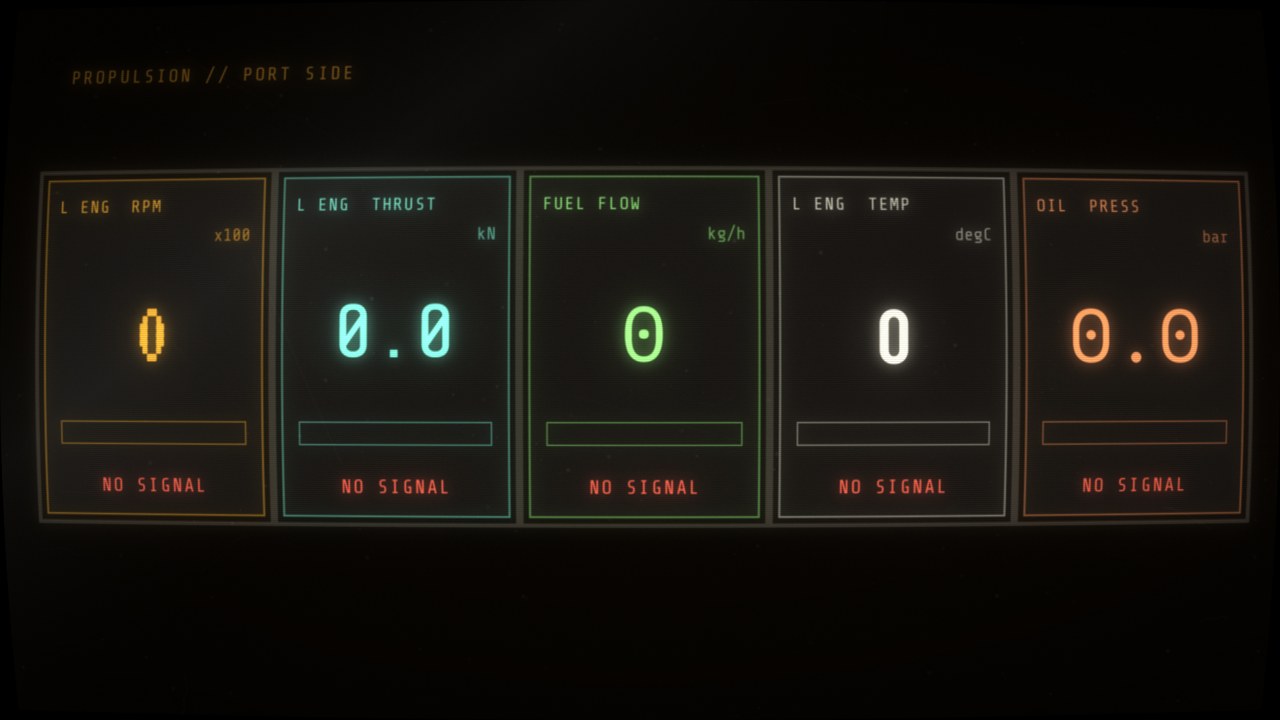 PROPULSION // PORT SIDE
L ENG RPM
x100
0
NO SIGNAL
L ENG THRUST
kN
0.0
NO SIGNAL
FUEL FLOW
kg/h
0
NO SIGNAL
L ENG TEMP
degC
0
NO SIGNAL
OIL PRESS
bar
0.0
NO SIGNAL